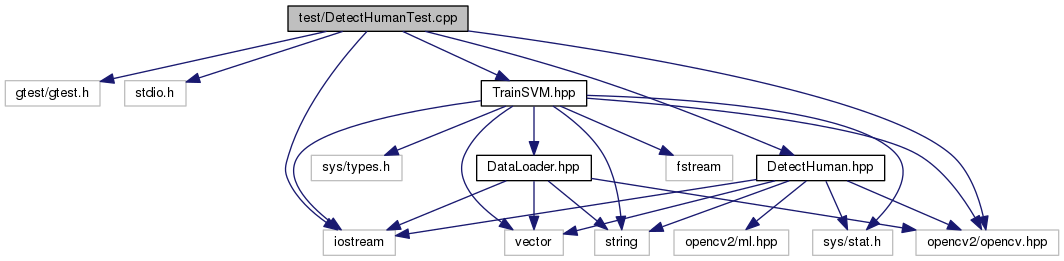 test/DetectHumanTest.cpp
gtest/gtest.h
stdio.h
TrainSVM.hpp
sys/types.h
DataLoader.hpp
fstream
DetectHuman.hpp
iostream
vector
string
opencv2/ml.hpp
sys/stat.h
opencv2/opencv.hpp